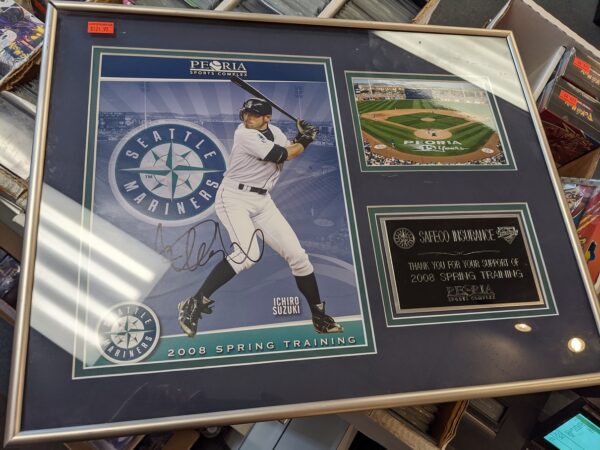 PEORIA
SPORTS COMPLEX
SEATTLE
TM
MARINERS
ICHIRO
SUZUKI
SEATTLE
MARINERS
2008 SPRING TRAINING
PEORIA
SAFECO INSURANCE
THANK YOU FOR YOUR SUPPORT OF
2008 SPRING TRAINING
PEORIA
SPORTS COMPLEX